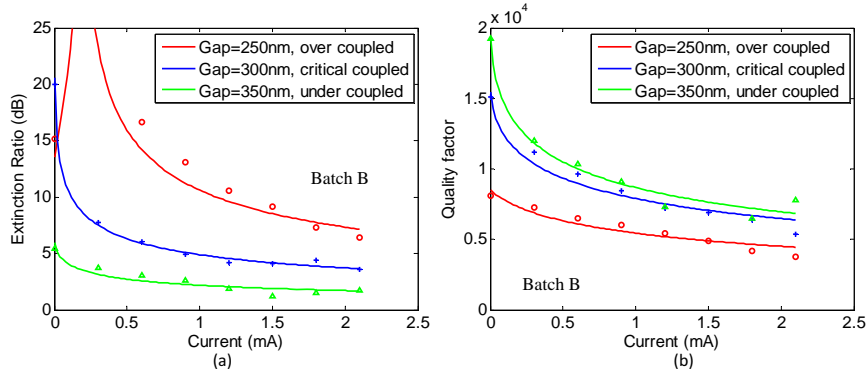 25
20
15
10
5
0
0
0.5
1
1.5
2
2.5
Extinction Ratio (dB)
Current (mA)
Gap=250nm, over coupled
Gap=300nm, critical coupled
Gap=350nm, under coupled
Batch B
(a)
x 10⁴
2
1.5
1
0.5
0
0
0.5
1
1.5
2
2.5
Quality factor
Current (mA)
Gap=250nm, over coupled
Gap=300nm, critical coupled
Gap=350nm, under coupled
Batch B
(b)